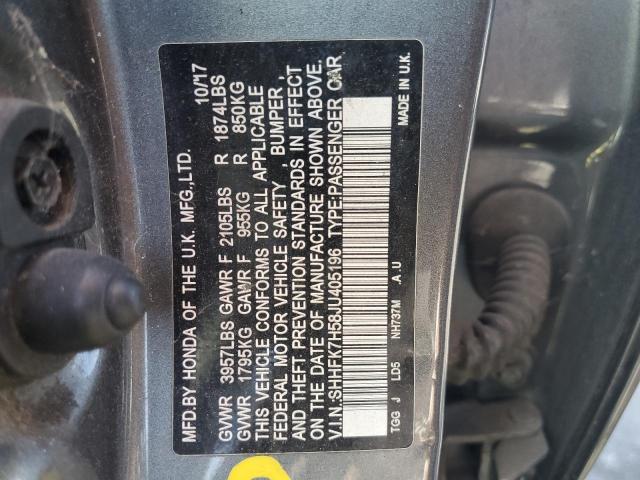 MFD.BY HONDA OF THE U.K. MFG.,LTD. 10/17
GVWR 3957LBS GAWR F 2105LBS R 1874LBS
GVWR 1795KG GAWR F 955KG R 850KG
THIS VEHICLE CONFORMS TO ALL APPLICABLE
FEDERAL MOTOR VEHICLE SAFETY , BUMPER ,
AND THEFT PREVENTION STANDARDS IN EFFECT
ON THE DATE OF MANUFACTURE SHOWN ABOVE.
V.I.N.:SHHFK7H58JU405196 TYPE:PASSENGER CAR
TGG J LD5 NH737M .A.U MADE IN U.K.